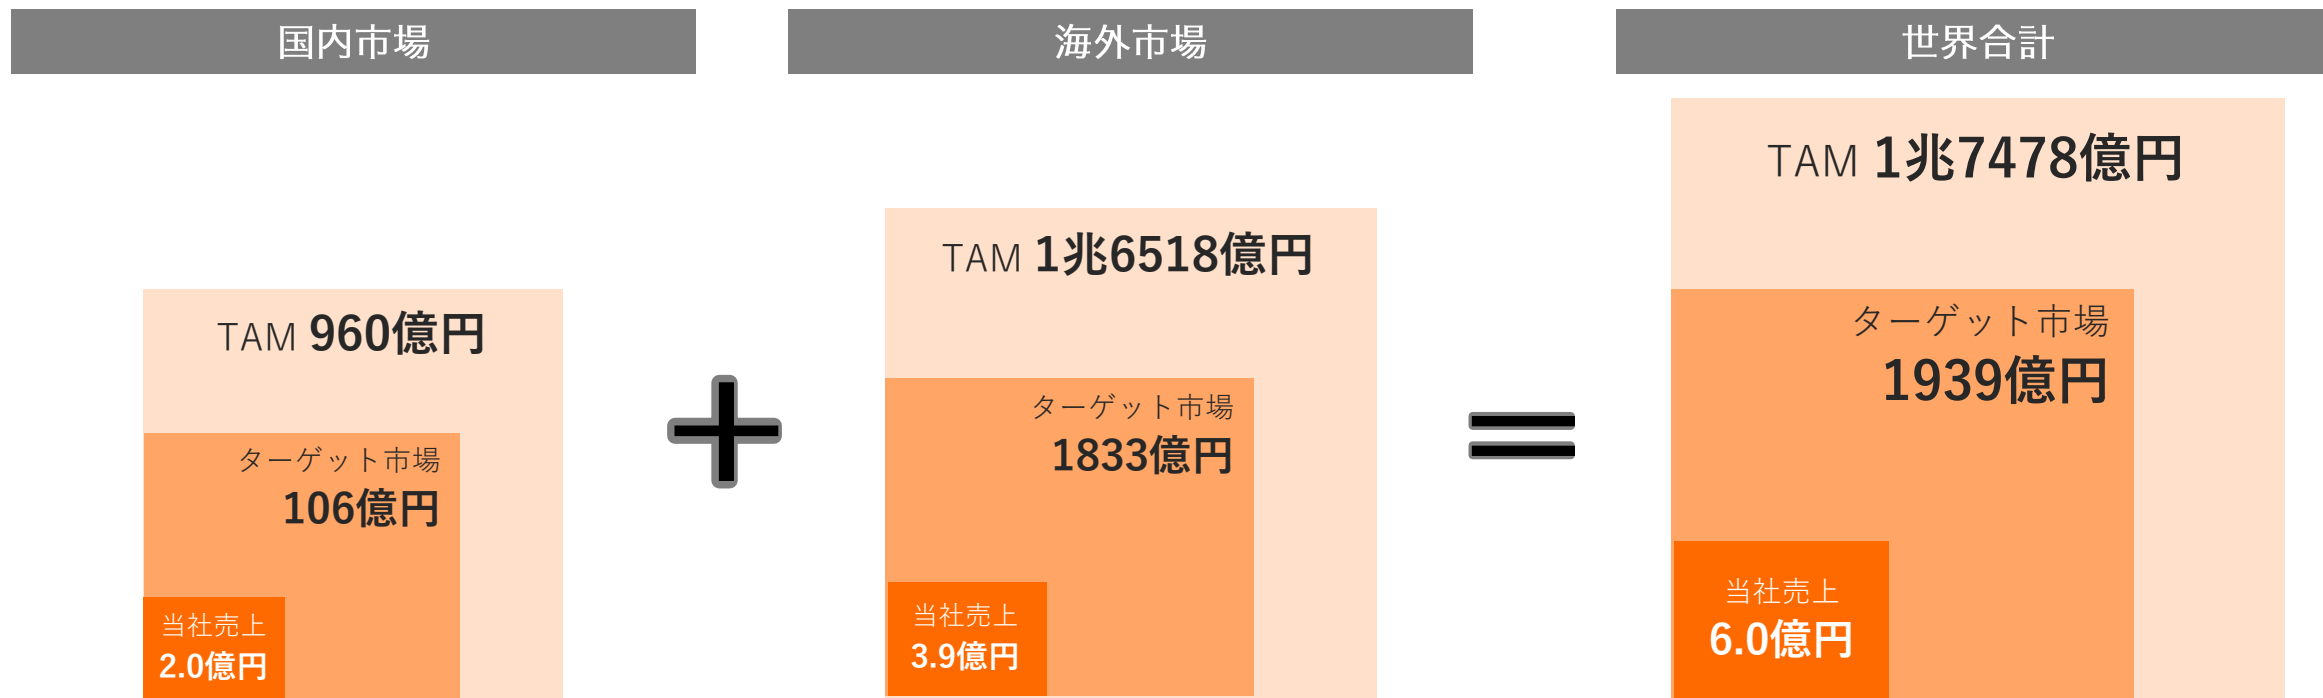 国内市場
TAM 960億円
ターゲット市場
106億円
当社売上
2.0億円
海外市場
TAM 1兆6518億円
ターゲット市場
1833億円
当社売上
3.9億円
世界合計
TAM 1兆7478億円
ターゲット市場
1939億円
当社売上
6.0億円